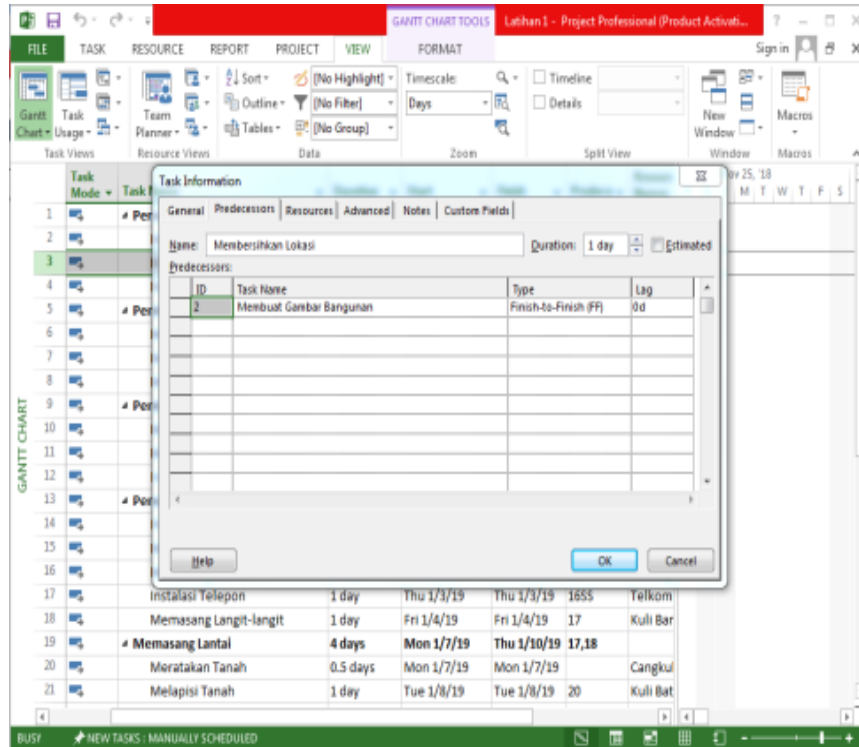 GANTT CHART TOOLS Latihan 1 - Project Professional (Product Activati...
FILE TASK RESOURCE REPORT PROJECT VIEW FORMAT Sign in
Gantt Chart
Task Usage
Team Planner
Sort
Outline
Tables
[No Highlight]
[No Filter]
[No Group]
Timescale:
Days
Timeline
Details
New Window
Macros
Task Views Resource Views Data Zoom Split View Window Macros
Task Mode
25, '18
M T W T F S
Task Information
General Predecessors Resources Advanced Notes Custom Fields
Name: Membersihkan Lokasi Duration: 1 day Estimated
Predecessors:
ID Task Name Type Lag
2 Membuat Gambar Bangunan Finish-to-Finish (FF) 0d
Help OK Cancel
GANTT CHART
1
2
3
4
5
6
7
8
9
10
11
12
13
14
15
16
17 Instalasi Telepon 1 day Thu 1/3/19 Thu 1/3/19 16SS Telkom
18 Memasang Langit-langit 1 day Fri 1/4/19 Fri 1/4/19 17 Kuli Bar
19 Memasang Lantai 4 days Mon 1/7/19 Thu 1/10/19 17,18
20 Meratakan Tanah 0.5 days Mon 1/7/19 Mon 1/7/19 Cangkul
21 Melapisi Tanah 1 day Tue 1/8/19 Tue 1/8/19 20 Kuli Bat
BUSY NEW TASKS : MANUALLY SCHEDULED